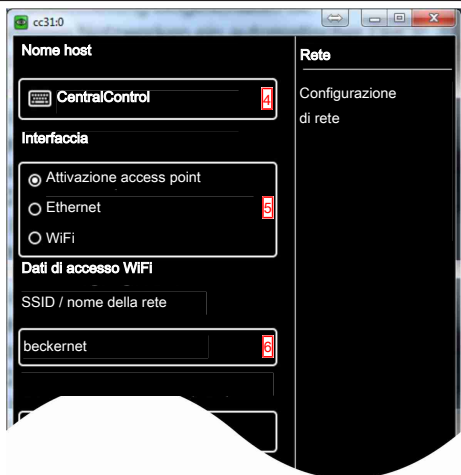 cc31:0
Nome host
CentralControl
4
Interfaccia
Attivazione access point
Ethernet
5
WiFi
Dati di accesso WiFi
SSID / nome della rete
beckernet
6
Rete
Configurazione
di rete